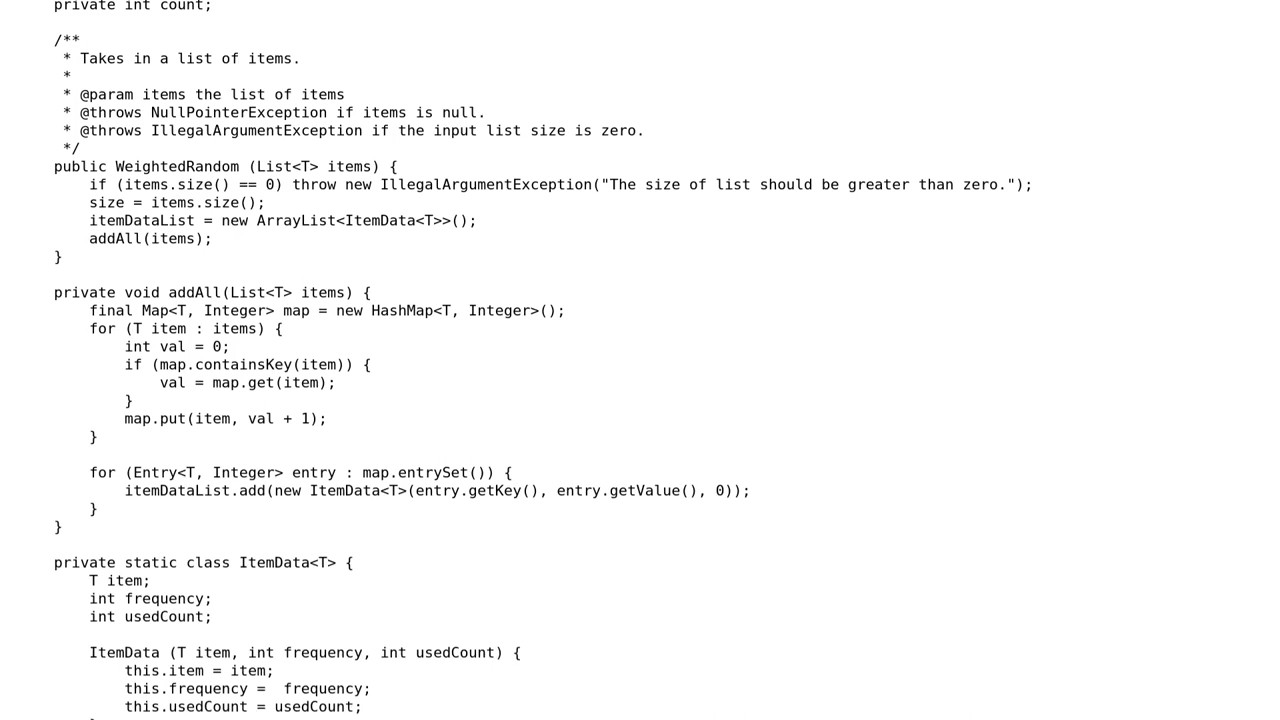 private int count;

/**
 * Takes in a list of items.
 *
 * @param items the list of items
 * @throws NullPointerException if items is null.
 * @throws IllegalArgumentException if the input list size is zero.
 */
public WeightedRandom (List<T> items) {
    if (items.size() == 0) throw new IllegalArgumentException("The size of list should be greater than zero.");
    size = items.size();
    itemDataList = new ArrayList<ItemData<T>>();
    addAll(items);
}

private void addAll(List<T> items) {
    final Map<T, Integer> map = new HashMap<T, Integer>();
    for (T item : items) {
        int val = 0;
        if (map.containsKey(item)) {
            val = map.get(item);
        }
        map.put(item, val + 1);
    }

    for (Entry<T, Integer> entry : map.entrySet()) {
        itemDataList.add(new ItemData<T>(entry.getKey(), entry.getValue(), 0));
    }
}

private static class ItemData<T> {
    T item;
    int frequency;
    int usedCount;

    ItemData (T item, int frequency, int usedCount) {
        this.item = item;
        this.frequency =  frequency;
        this.usedCount = usedCount;